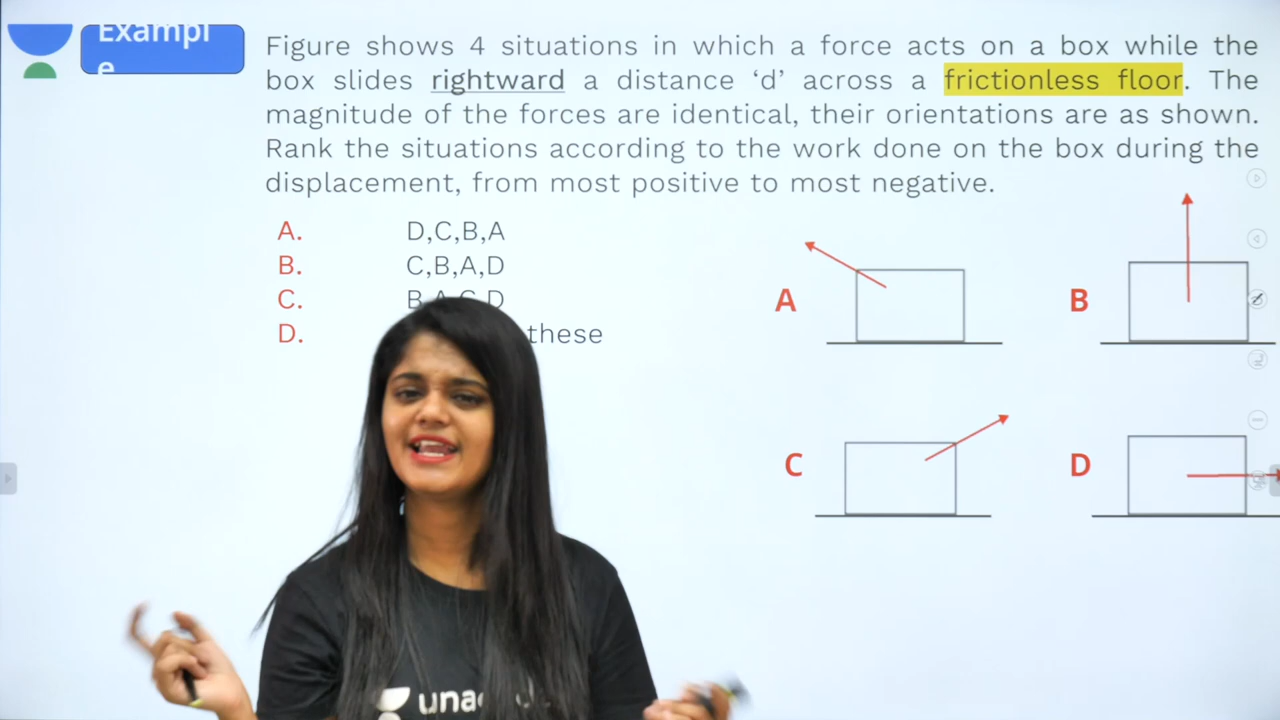 Exampl
e
Figure shows 4 situations in which a force acts on a box while the
box slides rightward a distance ‘d’ across a frictionless floor. The
magnitude of the forces are identical, their orientations are as shown.
Rank the situations according to the work done on the box during the
displacement, from most positive to most negative.
A. D,C,B,A
B. C,B,A,D
C. B,A,C,D
D. these
A
B
C
D